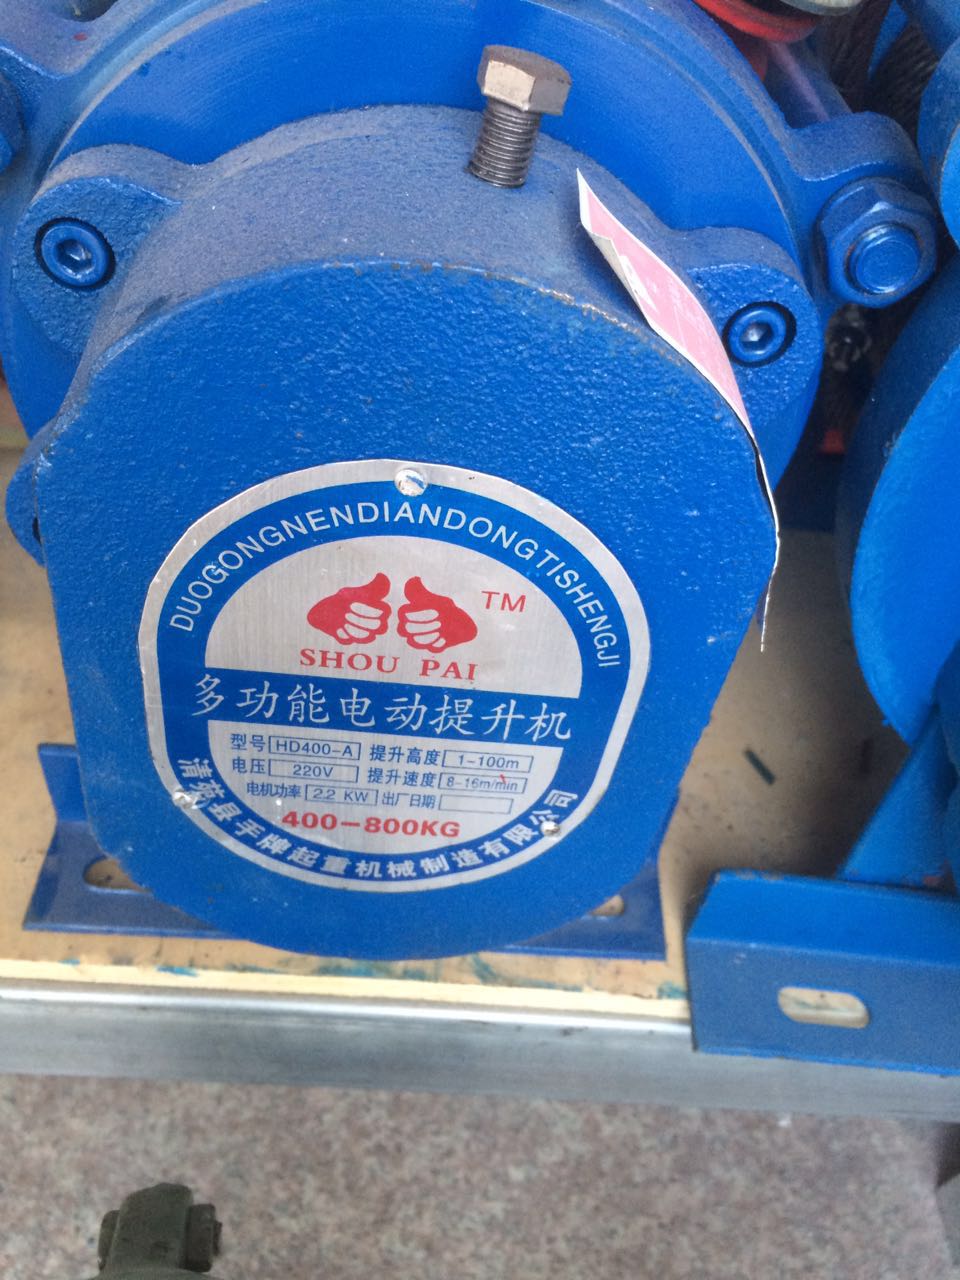 DUOGONGNENDIANDONGTISHENGJI
TM
SHOU PAI
多功能电动提升机
型号 HD400-A 提升高度 1-100m
电压 220V 提升速度 8-16m/min
电机功率 2.2 KW 出厂日期
400-800KG
清苑县手牌起重机械制造有限公司